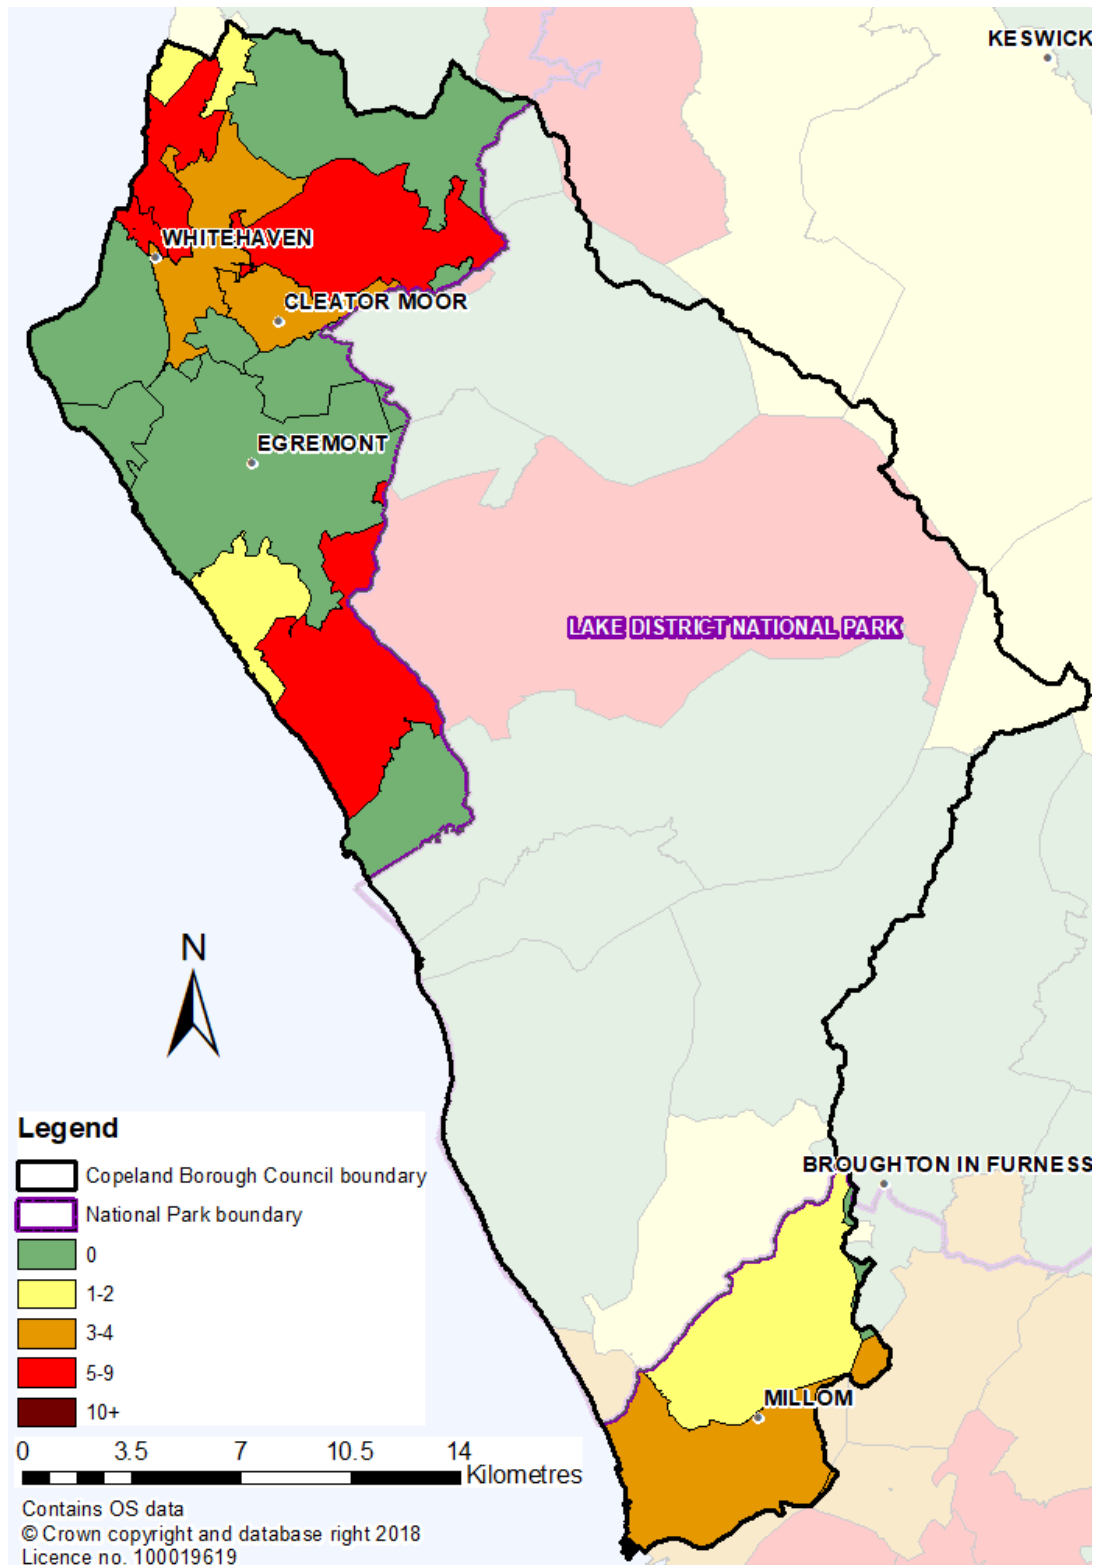 KESWICK
WHITEHAVEN
CLEATOR MOOR
EGREMONT
LAKE DISTRICT NATIONAL PARK
N
BROUGHTON IN FURNESS
MILLOM
Legend
Copeland Borough Council boundary
National Park boundary
0
1-2
3-4
5-9
10+
0 3.5 7 10.5 14
Kilometres
Contains OS data
© Crown copyright and database right 2018
Licence no. 100019619